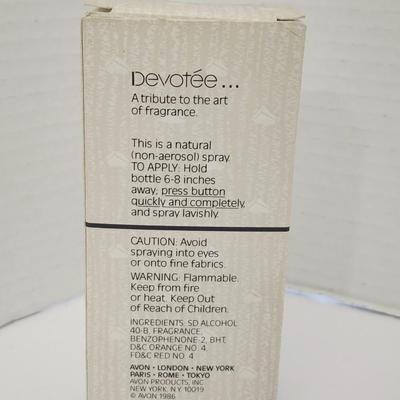 Devotée...
A tribute to the art
of fragrance.
This is a natural
(non-aerosol) spray.
TO APPLY: Hold
bottle 6-8 inches
away, press button
quickly and completely,
and spray lavishly.
CAUTION: Avoid
spraying into eyes
or onto fine fabrics.
WARNING: Flammable.
Keep from fire
or heat. Keep Out
of Reach of Children.
INGREDIENTS: SD ALCOHOL
40-B, FRAGRANCE,
BENZOPHENONE-2, BHT,
D&C ORANGE NO. 4,
FD&C RED NO. 4
AVON • LONDON • NEW YORK
PARIS • ROME • TOKYO
AVON PRODUCTS, INC.
NEW YORK, N.Y. 10019
© AVON 1986